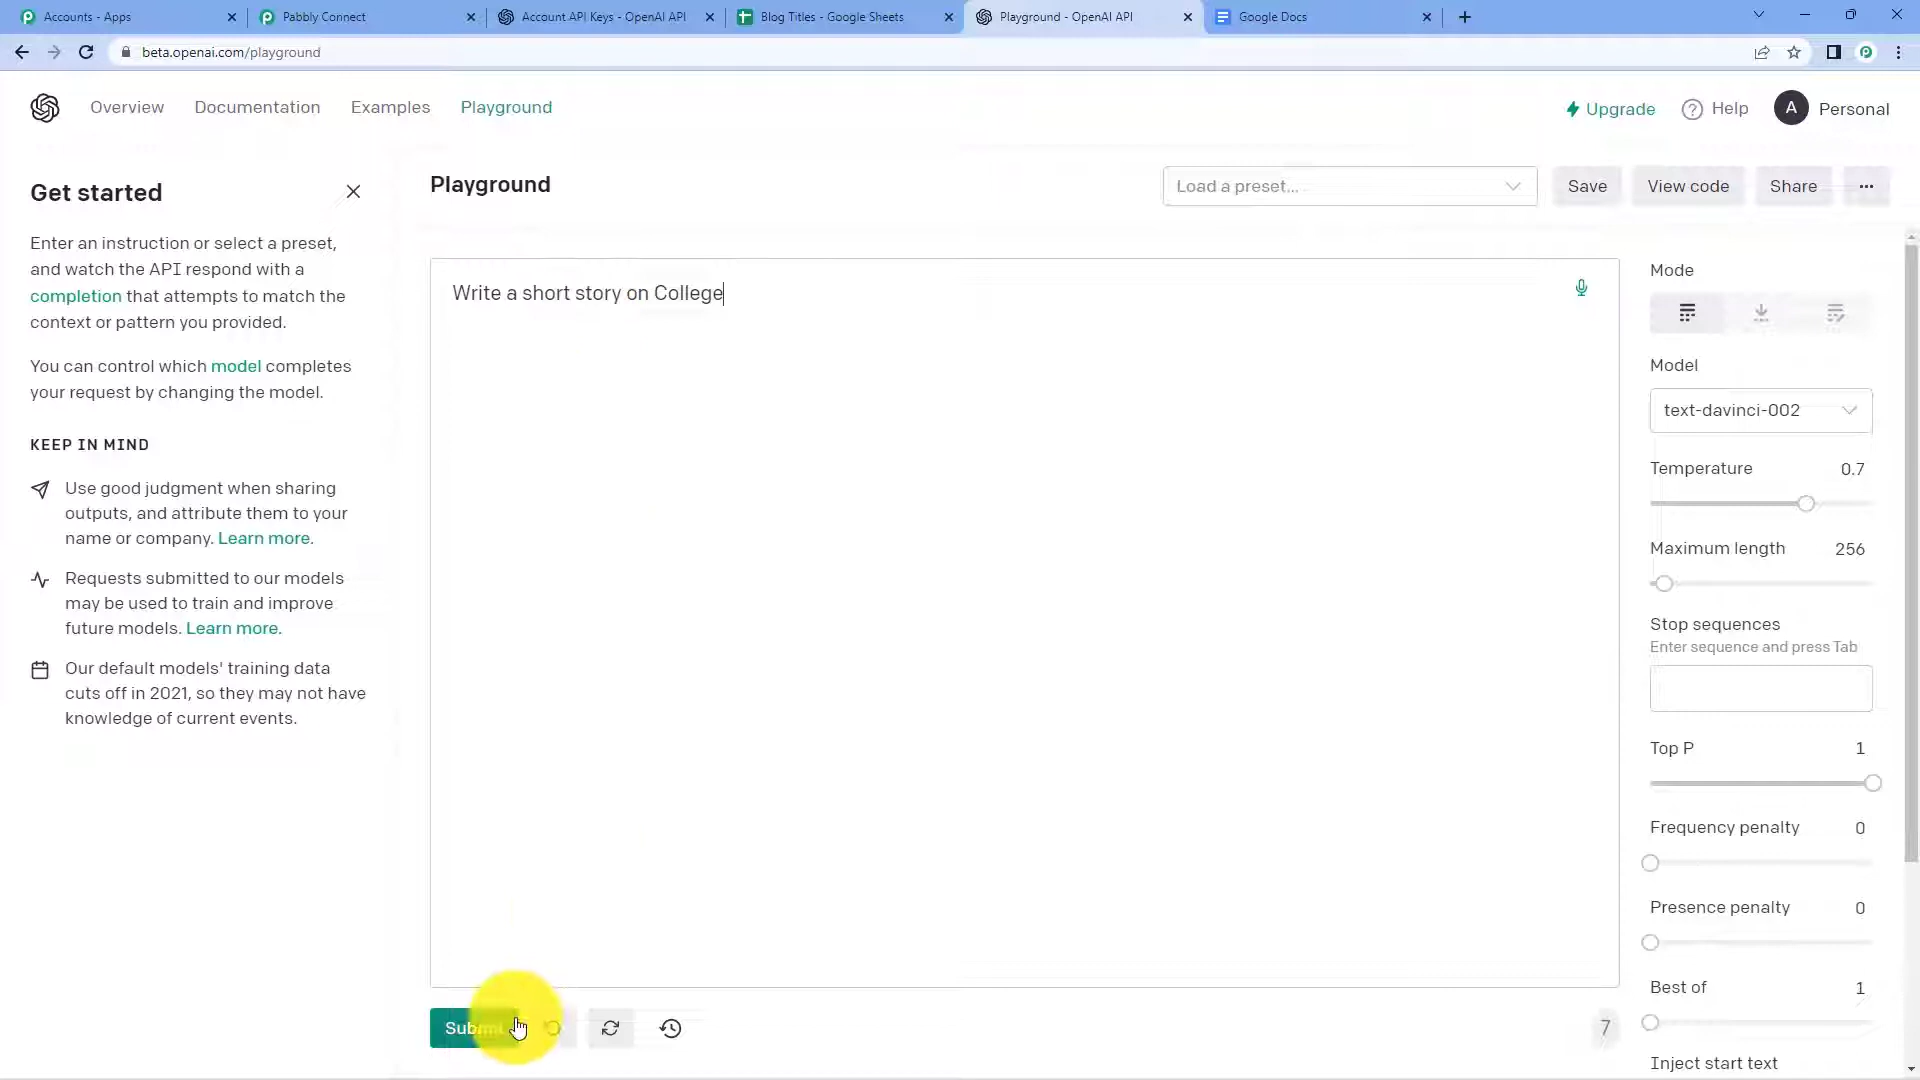 Accounts - Apps
Pabbly Connect
Account API Keys - OpenAI API
Blog Titles - Google Sheets
Playground - OpenAI API
Google Docs
beta.openai.com/playground
Overview
Documentation
Examples
Playground
Upgrade
Help
A
Personal
Get started
Enter an instruction or select a preset,
and watch the API respond with a
completion that attempts to match the
context or pattern you provided.
You can control which model completes
your request by changing the model.
KEEP IN MIND
Use good judgment when sharing
outputs, and attribute them to your
name or company. Learn more.
Requests submitted to our models
may be used to train and improve
future models. Learn more.
Our default models' training data
cuts off in 2021, so they may not have
knowledge of current events.
Playground
Load a preset...
Save
View code
Share
Write a short story on College
Submit
7
Mode
Model
text-davinci-002
Temperature 0.7
Maximum length 256
Stop sequences
Enter sequence and press Tab
Top P 1
Frequency penalty 0
Presence penalty 0
Best of 1
Inject start text